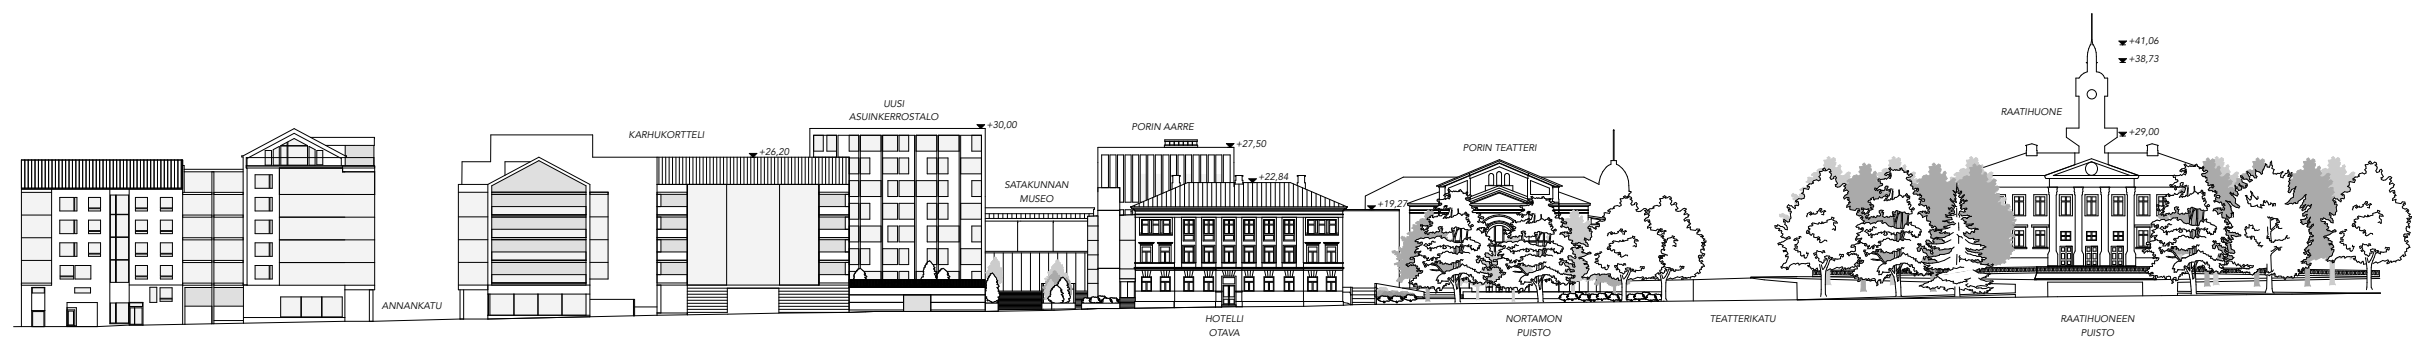 KARHUKORTTELI
+26,20
UUSI
ASUINKERROSTALO
+30,00
SATAKUNNAN
MUSEO
PORIN AARRE
+27,50
+22,84
+19,27
PORIN TEATTERI
RAATIHUONE
+41,06
+38,73
+29,00
ANNANKATU
HOTELLI
OTAVA
NORTAMON
PUISTO
TEATTERIKATU
RAATIHUONEEN
PUISTO